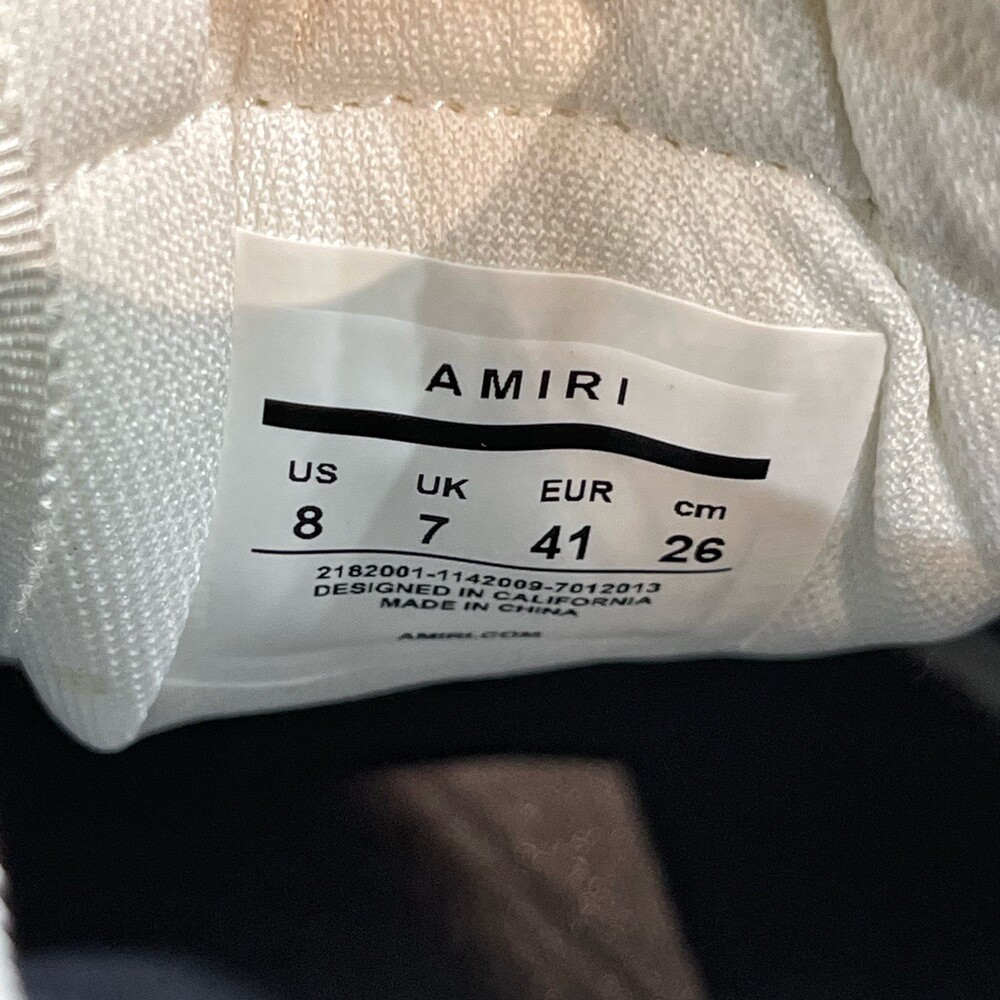 AMIRI
US UK EUR cm
8 7 41 26
2182001-1142009-7012013
DESIGNED IN CALIFORNIA
MADE IN CHINA
AMIRI.COM